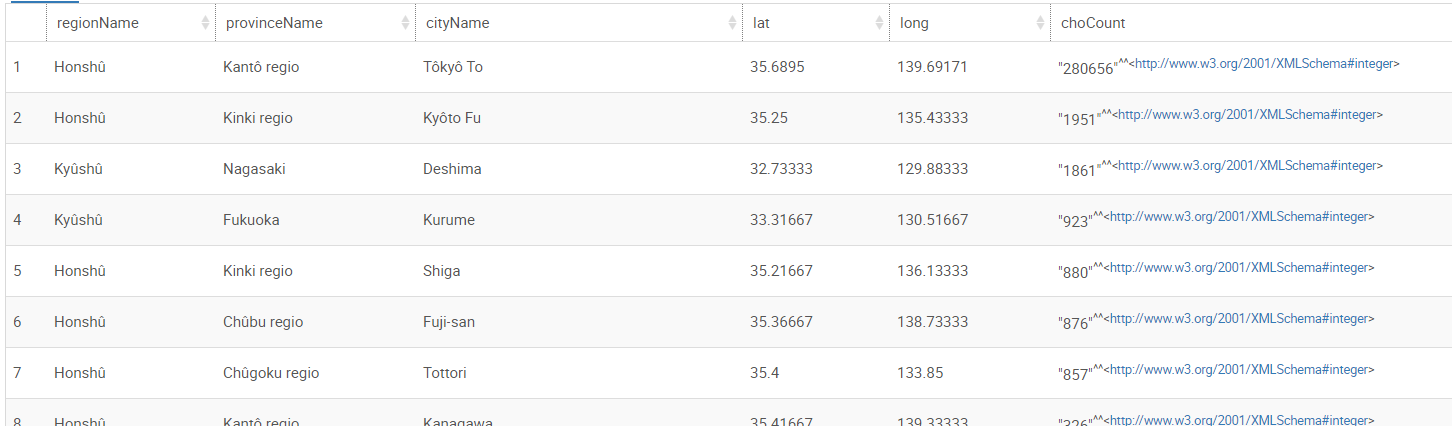 regionName provinceName cityName lat long choCount
1 Honshû Kantô regio Tôkyô To 35.6895 139.69171 "280656"^^<http://www.w3.org/2001/XMLSchema#integer>
2 Honshû Kinki regio Kyôto Fu 35.25 135.43333 "1951"^^<http://www.w3.org/2001/XMLSchema#integer>
3 Kyûshû Nagasaki Deshima 32.73333 129.88333 "1861"^^<http://www.w3.org/2001/XMLSchema#integer>
4 Kyûshû Fukuoka Kurume 33.31667 130.51667 "923"^^<http://www.w3.org/2001/XMLSchema#integer>
5 Honshû Kinki regio Shiga 35.21667 136.13333 "880"^^<http://www.w3.org/2001/XMLSchema#integer>
6 Honshû Chûbu regio Fuji-san 35.36667 138.73333 "876"^^<http://www.w3.org/2001/XMLSchema#integer>
7 Honshû Chûgoku regio Tottori 35.4 133.85 "857"^^<http://www.w3.org/2001/XMLSchema#integer>
8 Honshû Kantô regio Kanagawa 35.41667 139.33333 "326"^^<http://www.w3.org/2001/XMLSchema#integer>